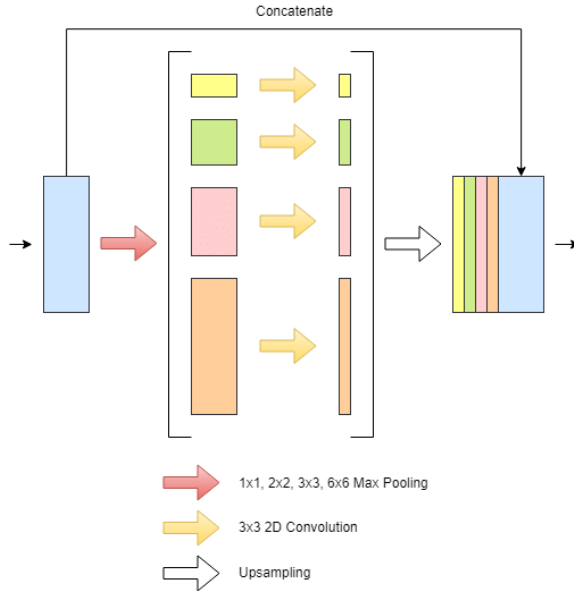 Concatenate
1x1, 2x2, 3x3, 6x6 Max Pooling
3x3 2D Convolution
Upsampling